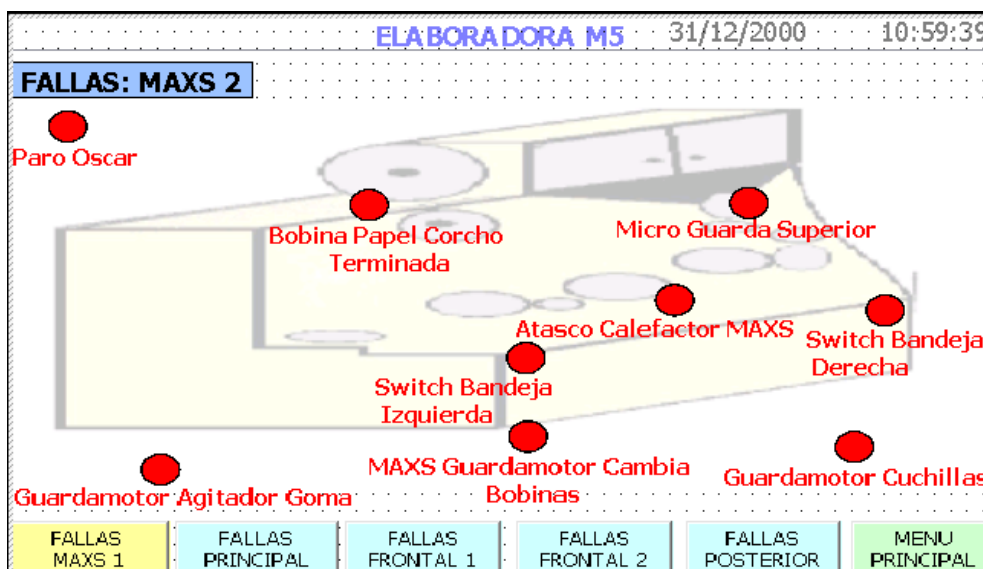 ELABORADORA M5 31/12/2000 10:59:39
FALLAS: MAXS 2
Paro Oscar
Bobina Papel Corcho
Terminada
Micro Guarda Superior
Atasco Calefactor MAXS
Switch Bandeja
Derecha
Switch Bandeja
Izquierda
MAXS Guardamotor Cambia
Bobinas
Guardamotor Cuchillas
Guardamotor Agitador Goma
FALLAS
MAXS 1
FALLAS
PRINCIPAL
FALLAS
FRONTAL 1
FALLAS
FRONTAL 2
FALLAS
POSTERIOR
MENU
PRINCIPAL